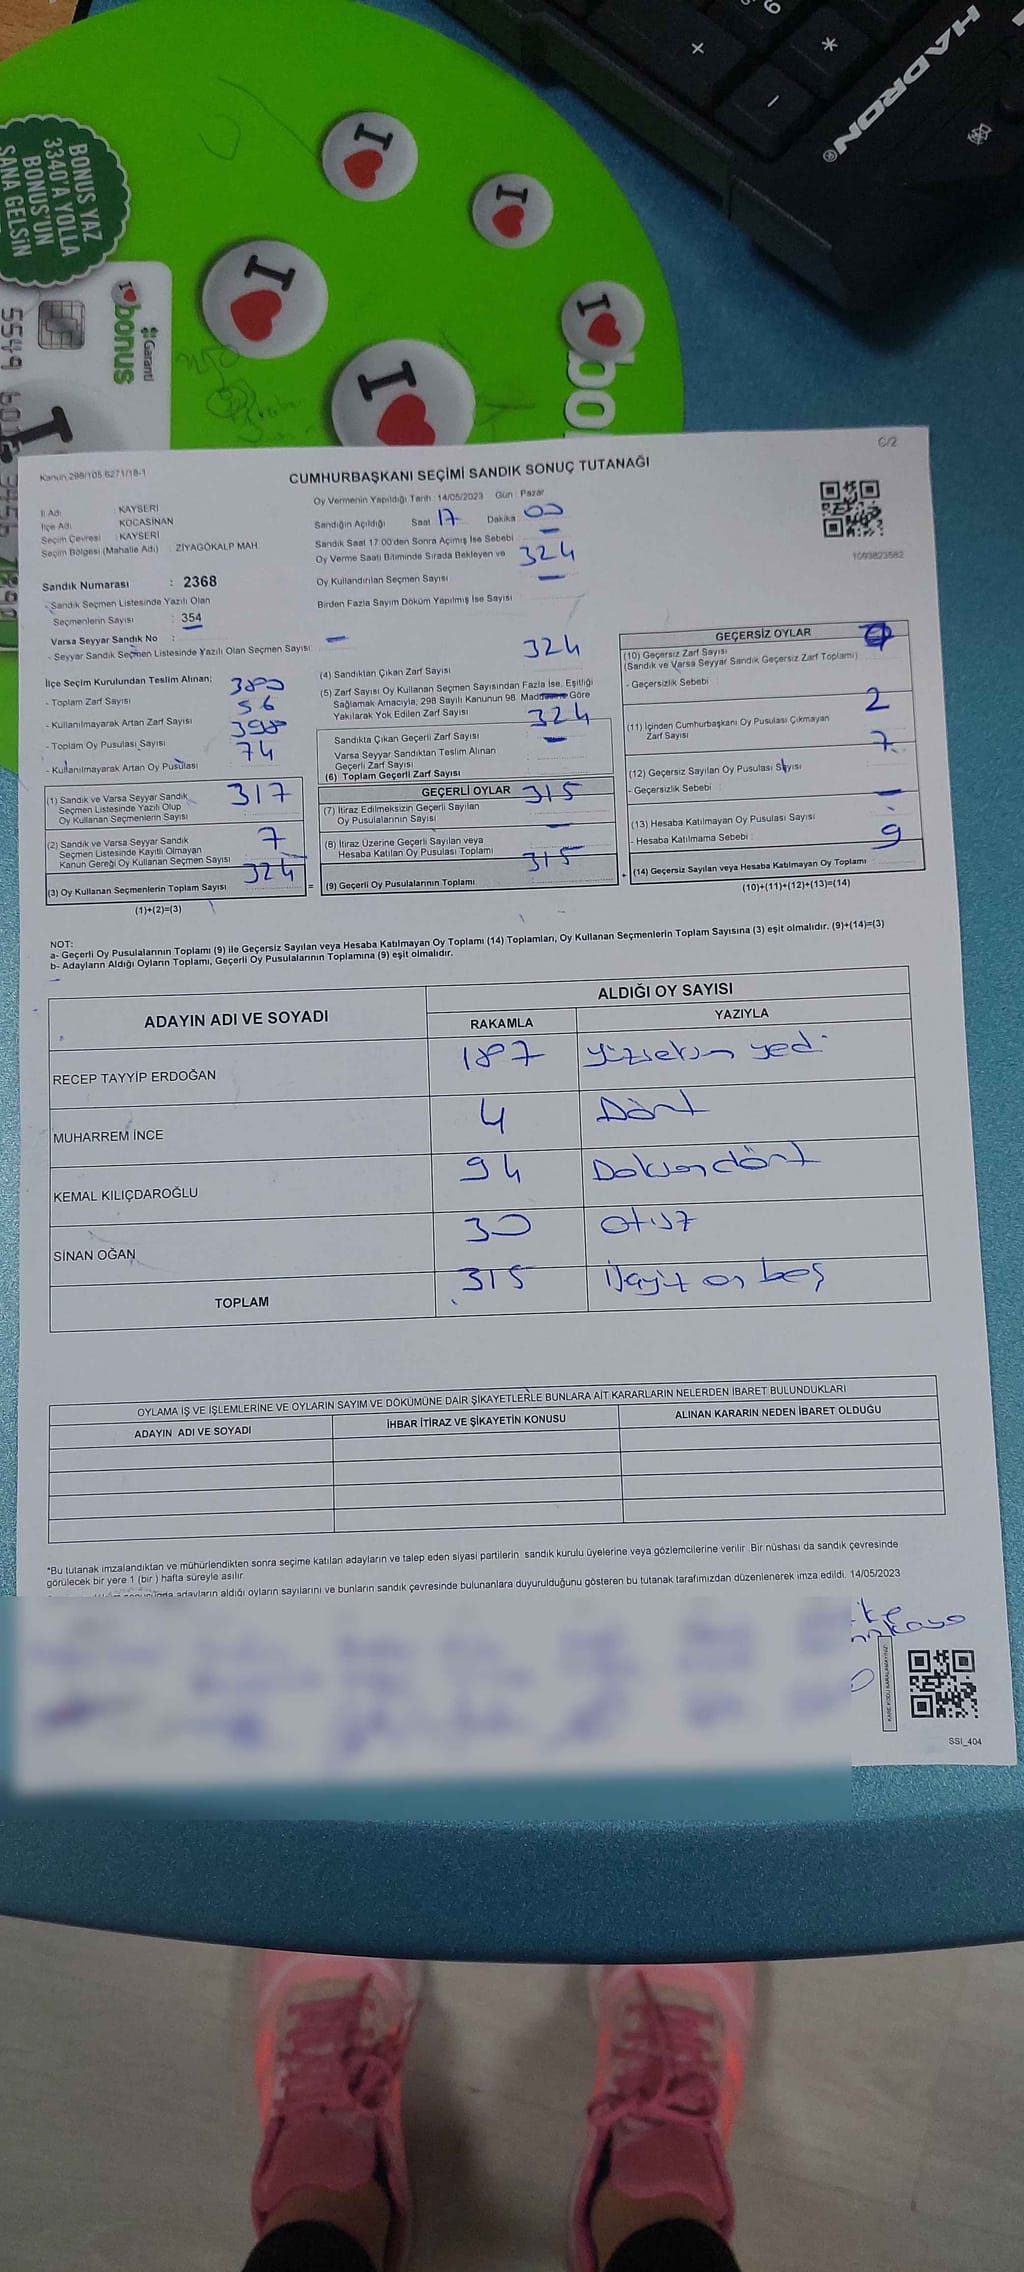 HADRON®
BONUS YAZ
3340'A YOLLA
BONUS'UN
SANA GELSİN
I
I
I
I
I
bo
Garanti
I bonus
5549
C/2
Kanun:298/105,6271/18-1
CUMHURBAŞKANI SEÇİMİ SANDIK SONUÇ TUTANAĞI
İl Adı : KAYSERİ
İlçe Adı : KOCASİNAN
Seçim Çevresi : KAYSERİ
Seçim Bölgesi (Mahalle Adı) : ZİYAGÖKALP MAH.
Oy Vermenin Yapıldığı Tarih : 14/05/2023 Gün : Pazar
Sandığın Açıldığı Saat 17 Dakika 00
Sandık Saat 17:00'den Sonra Açımış İse Sebebi —
Oy Verme Saati Bitiminde Sırada Bekleyen ve
Oy Kullandırılan Seçmen Sayısı 324
Birden Fazla Sayım Döküm Yapılmış İse Sayısı —
1093823582
Sandık Numarası : 2368
- Sandık Seçmen Listesinde Yazılı Olan
Seçmenlerin Sayısı : 354
Varsa Seyyar Sandık No :
- Seyyar Sandık Seçmen Listesinde Yazılı Olan Seçmen Sayısı: —
İlçe Seçim Kurulundan Teslim Alınan;
- Toplam Zarf Sayısı 380
- Kullanılmayarak Artan Zarf Sayısı 56
- Toplam Oy Pusulası Sayısı 398
- Kullanılmayarak Artan Oy Pusulası 74
(1) Sandık ve Varsa Seyyar Sandık
Seçmen Listesinde Yazılı Olup
Oy Kullanan Seçmenlerin Sayısı 317
(2) Sandık ve Varsa Seyyar Sandık
Seçmen Listesinde Kayıtlı Olmayan
Kanun Gereği Oy Kullanan Seçmen Sayısı 7
(3) Oy Kullanan Seçmenlerin Toplam Sayısı 324
(1)+(2)=(3)
=
(4) Sandıktan Çıkan Zarf Sayısı 324
(5) Zarf Sayısı Oy Kullanan Seçmen Sayısından Fazla İse, Eşitliği
Sağlamak Amacıyla; 298 Sayılı Kanunun 98. Maddesine Göre
Yakılarak Yok Edilen Zarf Sayısı
Sandıkta Çıkan Geçerli Zarf Sayısı 324
Varsa Seyyar Sandıktan Teslim Alınan
Geçerli Zarf Sayısı —
(6) Toplam Geçerli Zarf Sayısı
GEÇERLİ OYLAR
(7) İtiraz Edilmeksizin Geçerli Sayılan
Oy Pusulalarının Sayısı 315
(8) İtiraz Üzerine Geçerli Sayılan veya
Hesaba Katılan Oy Pusulası Toplamı —
(9) Geçerli Oy Pusulalarının Toplamı 315
+
GEÇERSİZ OYLAR
(10) Geçersiz Zarf Sayısı
(Sandık ve Varsa Seyyar Sandık Geçersiz Zarf Toplamı)
- Geçersizlik Sebebi :
(11) İçinden Cumhurbaşkanı Oy Pusulası Çıkmayan
Zarf Sayısı 2
(12) Geçersiz Sayılan Oy Pusulası Sayısı 7
- Geçersizlik Sebebi :
(13) Hesaba Katılmayan Oy Pusulası Sayısı —
- Hesaba Katılmama Sebebi :
(14) Geçersiz Sayılan veya Hesaba Katılmayan Oy Toplamı 9
(10)+(11)+(12)+(13)=(14)
NOT:
a- Geçerli Oy Pusulalarının Toplamı (9) ile Geçersiz Sayılan veya Hesaba Katılmayan Oy Toplamı (14) Toplamları, Oy Kullanan Seçmenlerin Toplam Sayısına (3) eşit olmalıdır. (9)+(14)=(3)
b- Adayların Aldığı Oyların Toplamı, Geçerli Oy Pusulalarının Toplamına (9) eşit olmalıdır.
ADAYIN ADI VE SOYADI ALDIĞI OY SAYISI
RAKAMLA YAZIYLA
RECEP TAYYİP ERDOĞAN 187 yüzseksen yedi
MUHARREM İNCE 4 Dört
KEMAL KILIÇDAROĞLU 94 Doksandört
SİNAN OĞAN 30 otuz
TOPLAM 315 üçyüz on beş
OYLAMA İŞ VE İŞLEMLERİNE VE OYLARIN SAYIM VE DÖKÜMÜNE DAİR ŞİKAYETLERLE BUNLARA AİT KARARLARIN NELERDEN İBARET BULUNDUKLARI
ADAYIN ADI VE SOYADI İHBAR İTİRAZ VE ŞİKAYETİN KONUSU ALINAN KARARIN NEDEN İBARET OLDUĞU
*Bu tutanak imzalandıktan ve mühürlendikten sonra seçime katılan adayların ve talep eden siyasi partilerin sandık kurulu üyelerine veya gözlemcilerine verilir. Bir nüshası da sandık çevresinde
görülecek bir yere 1 (bir ) hafta süreyle asılır.
adayların aldığı oyların sayılarını ve bunların sandık çevresinde bulunanlara duyurulduğunu gösteren bu tutanak tarafımızdan düzenlenerek imza edildi. 14/05/2023
KARE KODU KARALAMAYINIZ!
SSI_404